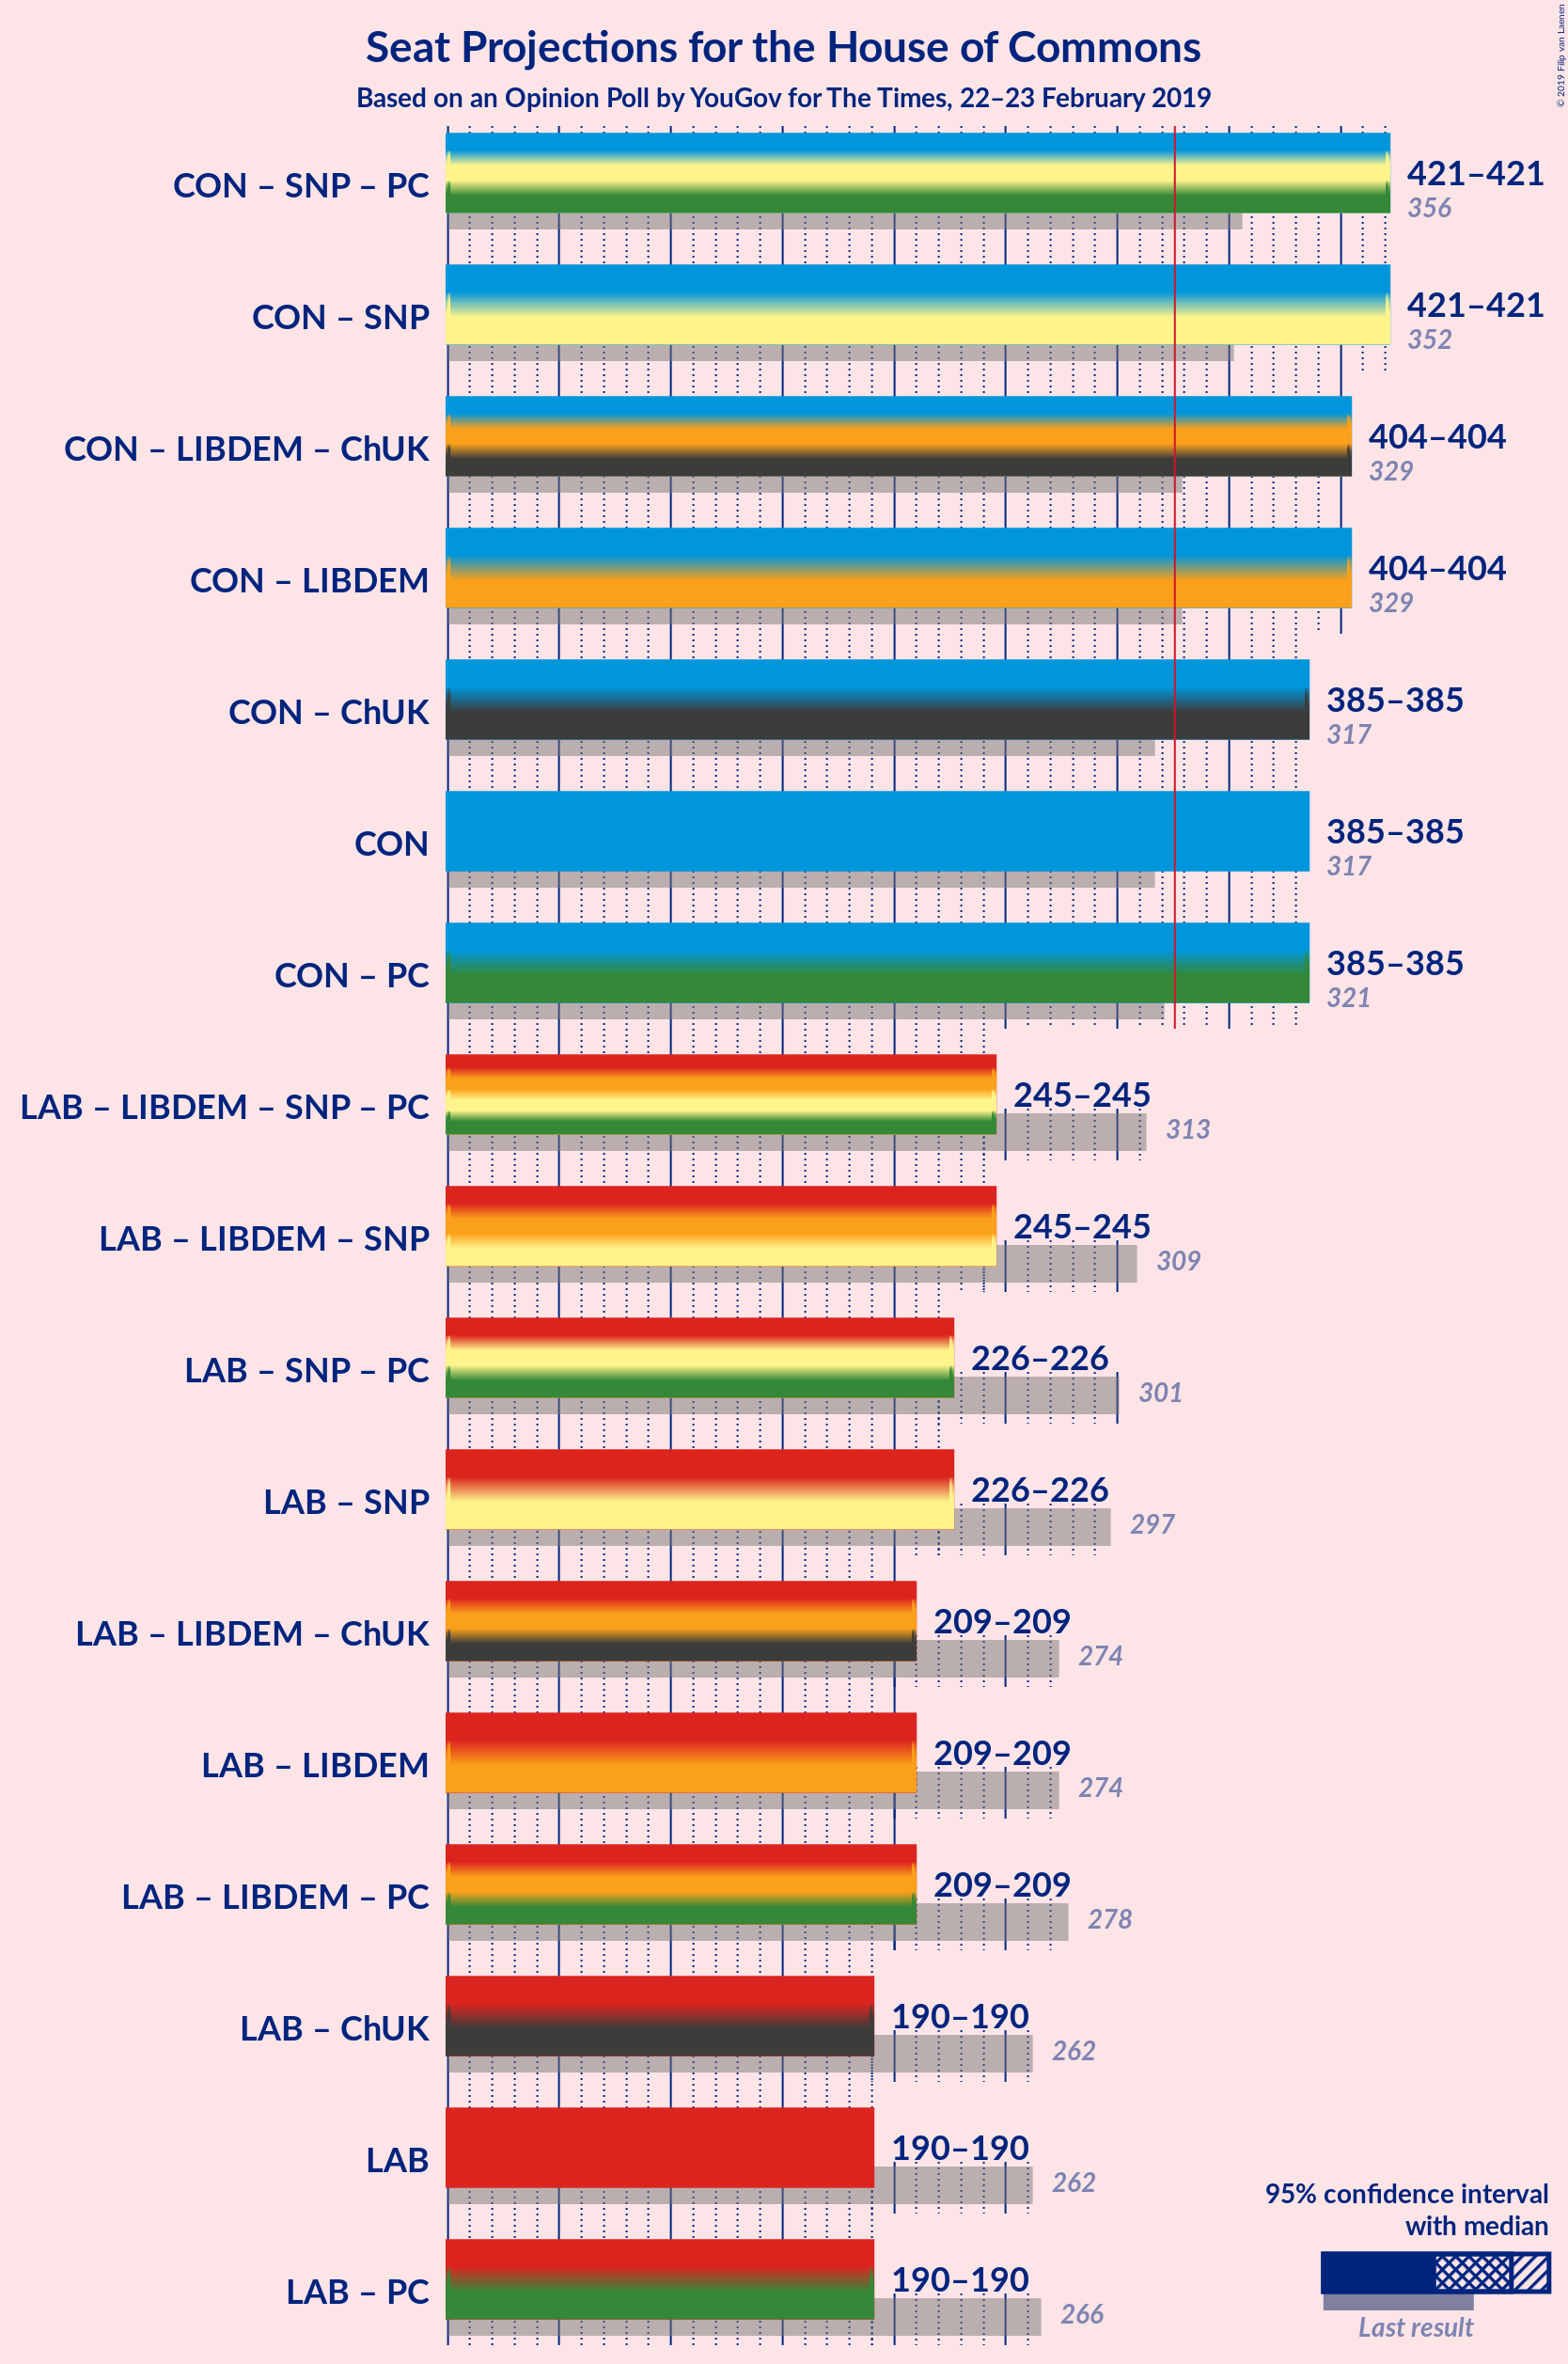 © 2019 Filip van Laenen
Seat Projections for the House of Commons
Based on an Opinion Poll by YouGov for The Times, 22–23 February 2019
CON – SNP – PC
421–421
356
CON – SNP
421–421
352
CON – LIBDEM – ChUK
404–404
329
CON – LIBDEM
404–404
329
CON – ChUK
385–385
317
CON
385–385
317
CON – PC
385–385
321
LAB – LIBDEM – SNP – PC
245–245
313
LAB – LIBDEM – SNP
245–245
309
LAB – SNP – PC
226–226
301
LAB – SNP
226–226
297
LAB – LIBDEM – ChUK
209–209
274
LAB – LIBDEM
209–209
274
LAB – LIBDEM – PC
209–209
278
LAB – ChUK
190–190
262
LAB
190–190
262
LAB – PC
190–190
266
95% confidence interval
with median
Last result